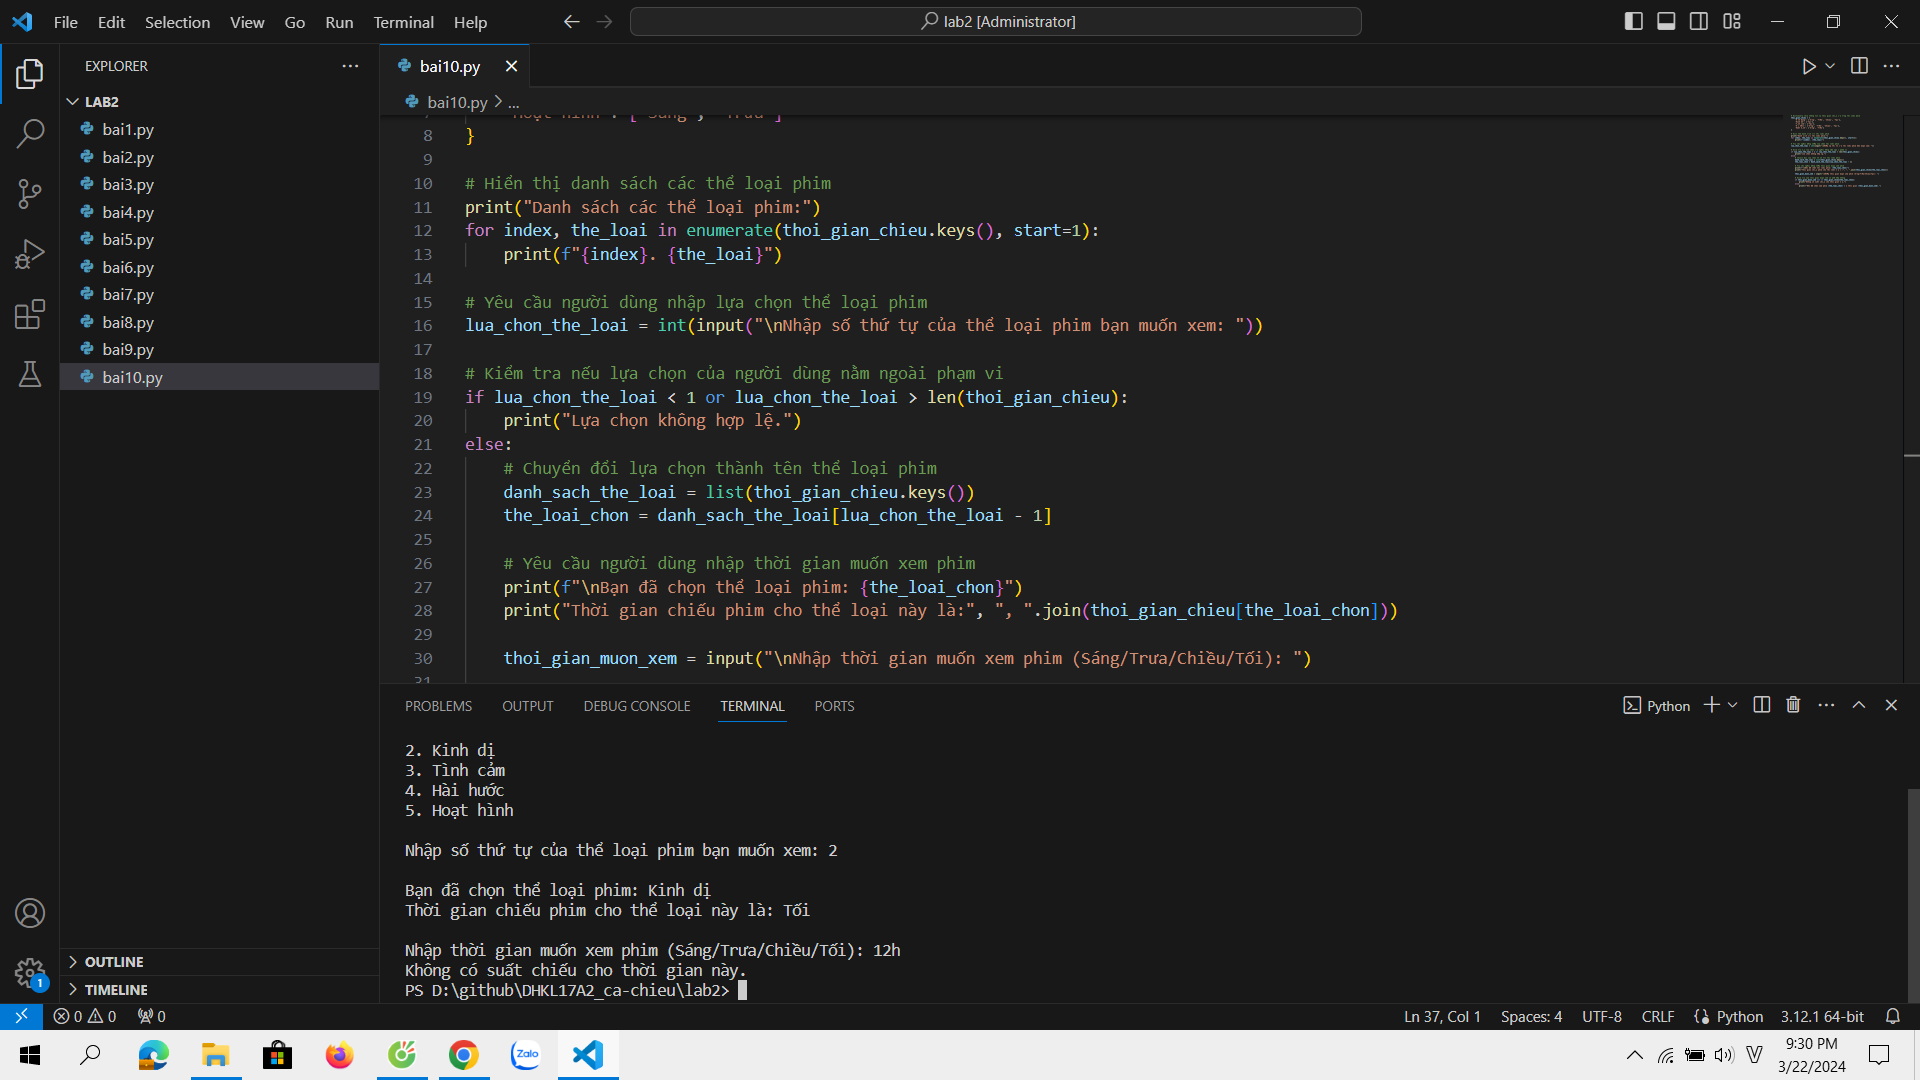 File Edit Selection View Go Run Terminal Help
lab2 [Administrator]
EXPLORER
LAB2
bai1.py
bai2.py
bai3.py
bai4.py
bai5.py
bai6.py
bai7.py
bai8.py
bai9.py
bai10.py
OUTLINE
TIMELINE
bai10.py
bai10.py > ...
8 }
9
10 # Hiển thị danh sách các thể loại phim
11 print("Danh sách các thể loại phim:")
12 for index, the_loai in enumerate(thoi_gian_chieu.keys(), start=1):
13 print(f"{index}. {the_loai}")
14
15 # Yêu cầu người dùng nhập lựa chọn thể loại phim
16 lua_chon_the_loai = int(input("\nNhập số thứ tự của thể loại phim bạn muốn xem: "))
17
18 # Kiểm tra nếu lựa chọn của người dùng nằm ngoài phạm vi
19 if lua_chon_the_loai < 1 or lua_chon_the_loai > len(thoi_gian_chieu):
20 print("Lựa chọn không hợp lệ.")
21 else:
22 # Chuyển đổi lựa chọn thành tên thể loại phim
23 danh_sach_the_loai = list(thoi_gian_chieu.keys())
24 the_loai_chon = danh_sach_the_loai[lua_chon_the_loai - 1]
25
26 # Yêu cầu người dùng nhập thời gian muốn xem phim
27 print(f"\nBạn đã chọn thể loại phim: {the_loai_chon}")
28 print("Thời gian chiếu phim cho thể loại này là:", ", ".join(thoi_gian_chieu[the_loai_chon]))
29
30 thoi_gian_muon_xem = input("\nNhập thời gian muốn xem phim (Sáng/Trưa/Chiều/Tối): ")
31
PROBLEMS OUTPUT DEBUG CONSOLE TERMINAL PORTS
Python
2. Kinh dị
3. Tình cảm
4. Hài hước
5. Hoạt hình
Nhập số thứ tự của thể loại phim bạn muốn xem: 2
Bạn đã chọn thể loại phim: Kinh dị
Thời gian chiếu phim cho thể loại này là: Tối
Nhập thời gian muốn xem phim (Sáng/Trưa/Chiều/Tối): 12h
Không có suất chiếu cho thời gian này.
PS D:\github\DHKL17A2_ca-chieu\lab2>
1
0 0 0
Ln 37, Col 1 Spaces: 4 UTF-8 CRLF Python 3.12.1 64-bit
Zalo
V
9:30 PM
3/22/2024